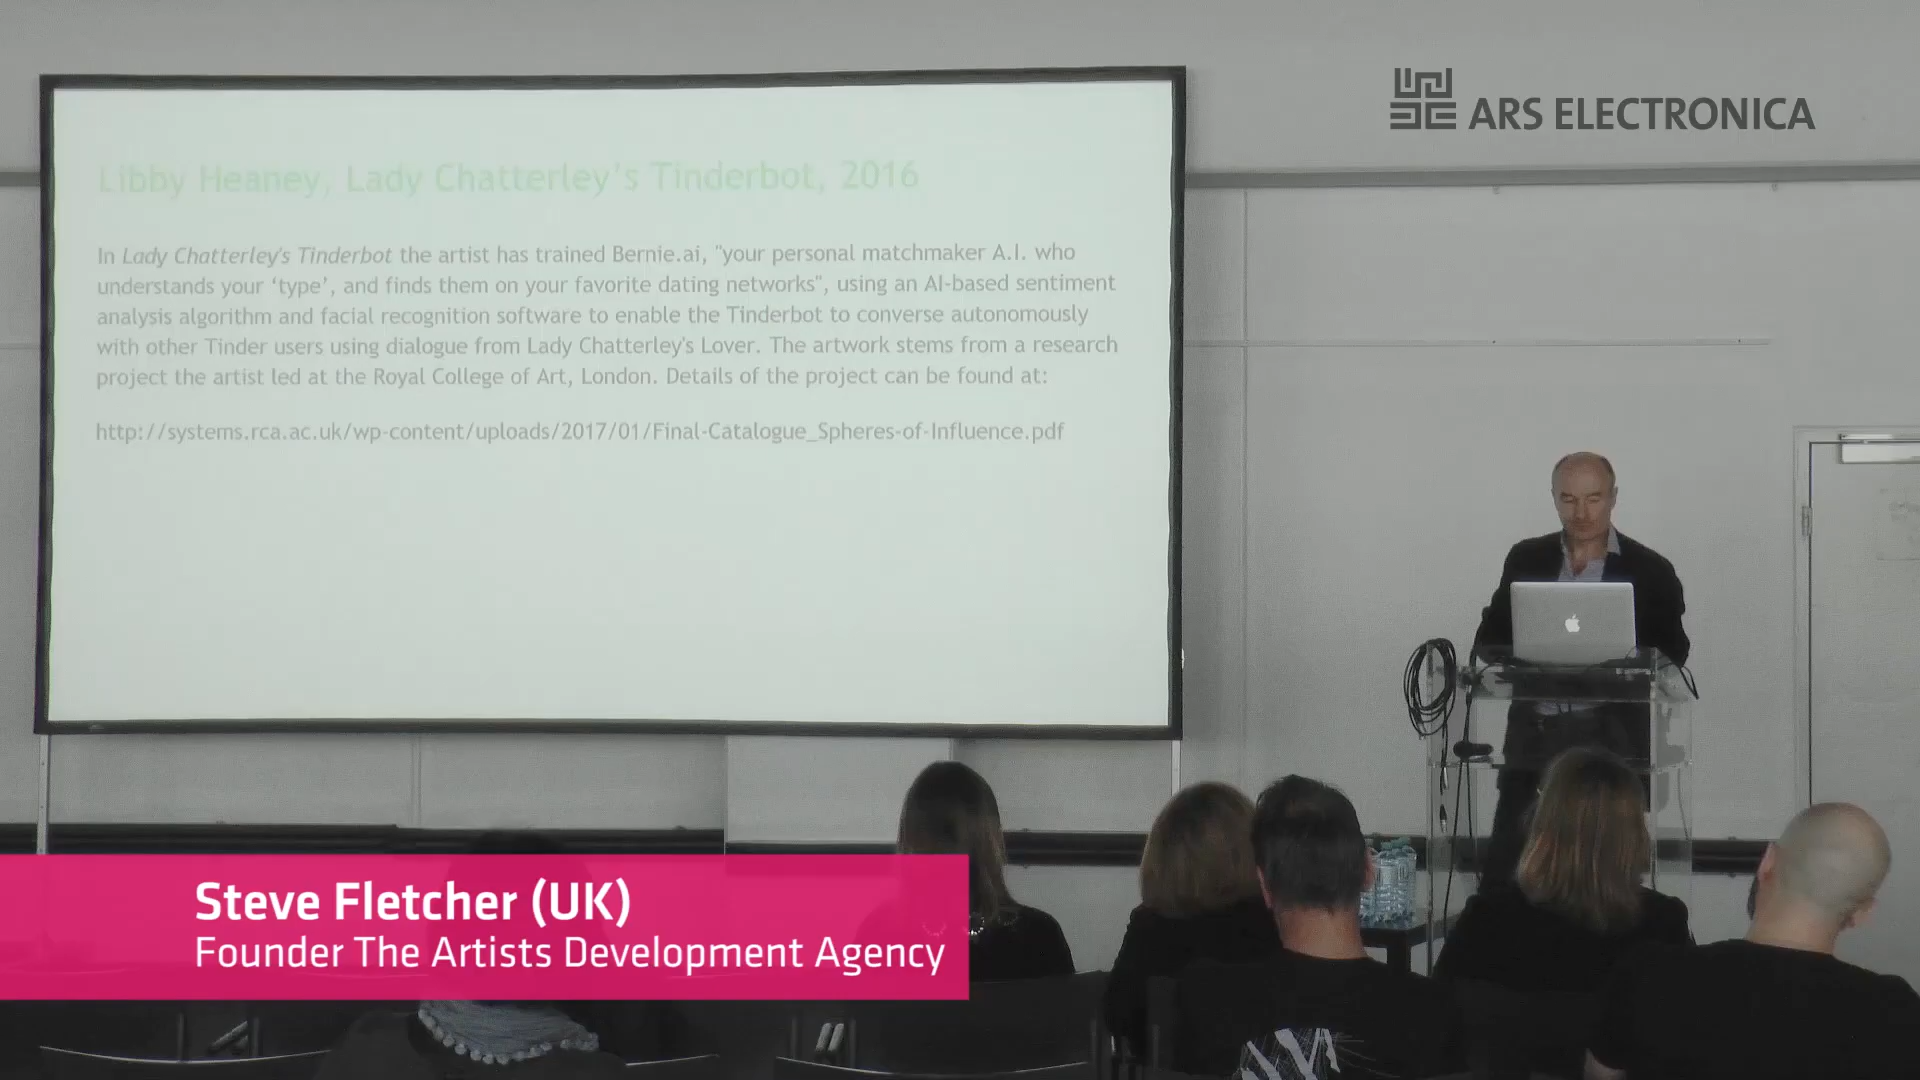 ARS ELECTRONICA
Libby Heaney, Lady Chatterley's Tinderbot, 2016
In Lady Chatterley's Tinderbot the artist has trained Bernie.ai, "your personal matchmaker A.I. who
understands your ‘type’, and finds them on your favorite dating networks", using an AI-based sentiment
analysis algorithm and facial recognition software to enable the Tinderbot to converse autonomously
with other Tinder users using dialogue from Lady Chatterley's Lover. The artwork stems from a research
project the artist led at the Royal College of Art, London. Details of the project can be found at:
http://systems.rca.ac.uk/wp-content/uploads/2017/01/Final-Catalogue_Spheres-of-Influence.pdf
Steve Fletcher (UK)
Founder The Artists Development Agency